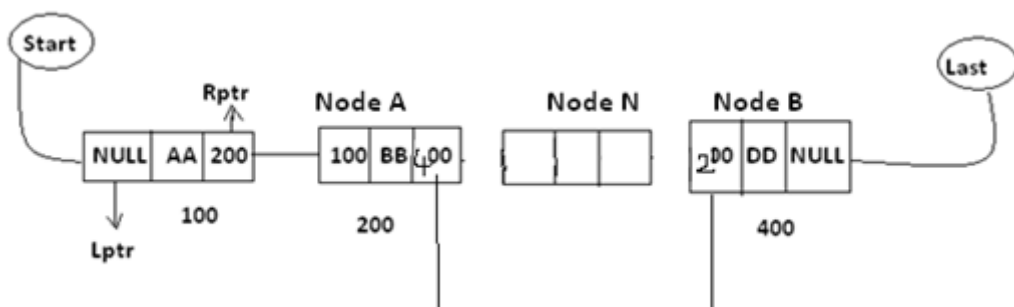 Start
Last
Rptr
Node A
Node N
Node B
NULL AA 200
100 BB 400
200 DD NULL
100
200
400
Lptr